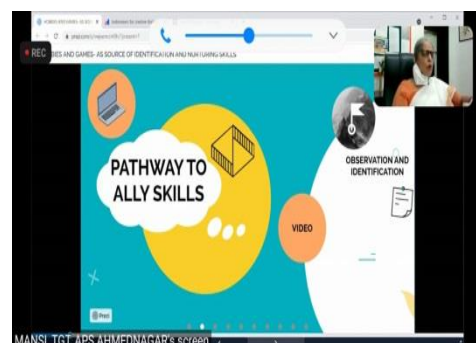 REC
BIES AND GAMES- AS SOURCE OF IDENTIFICATION AND NURTURING SKILLS
PATHWAY TO
ALLY SKILLS
OBSERVATION AND
IDENTIFICATION
VIDEO
Prezi
MANSI TGT APS AHMEDNAGAR's screen